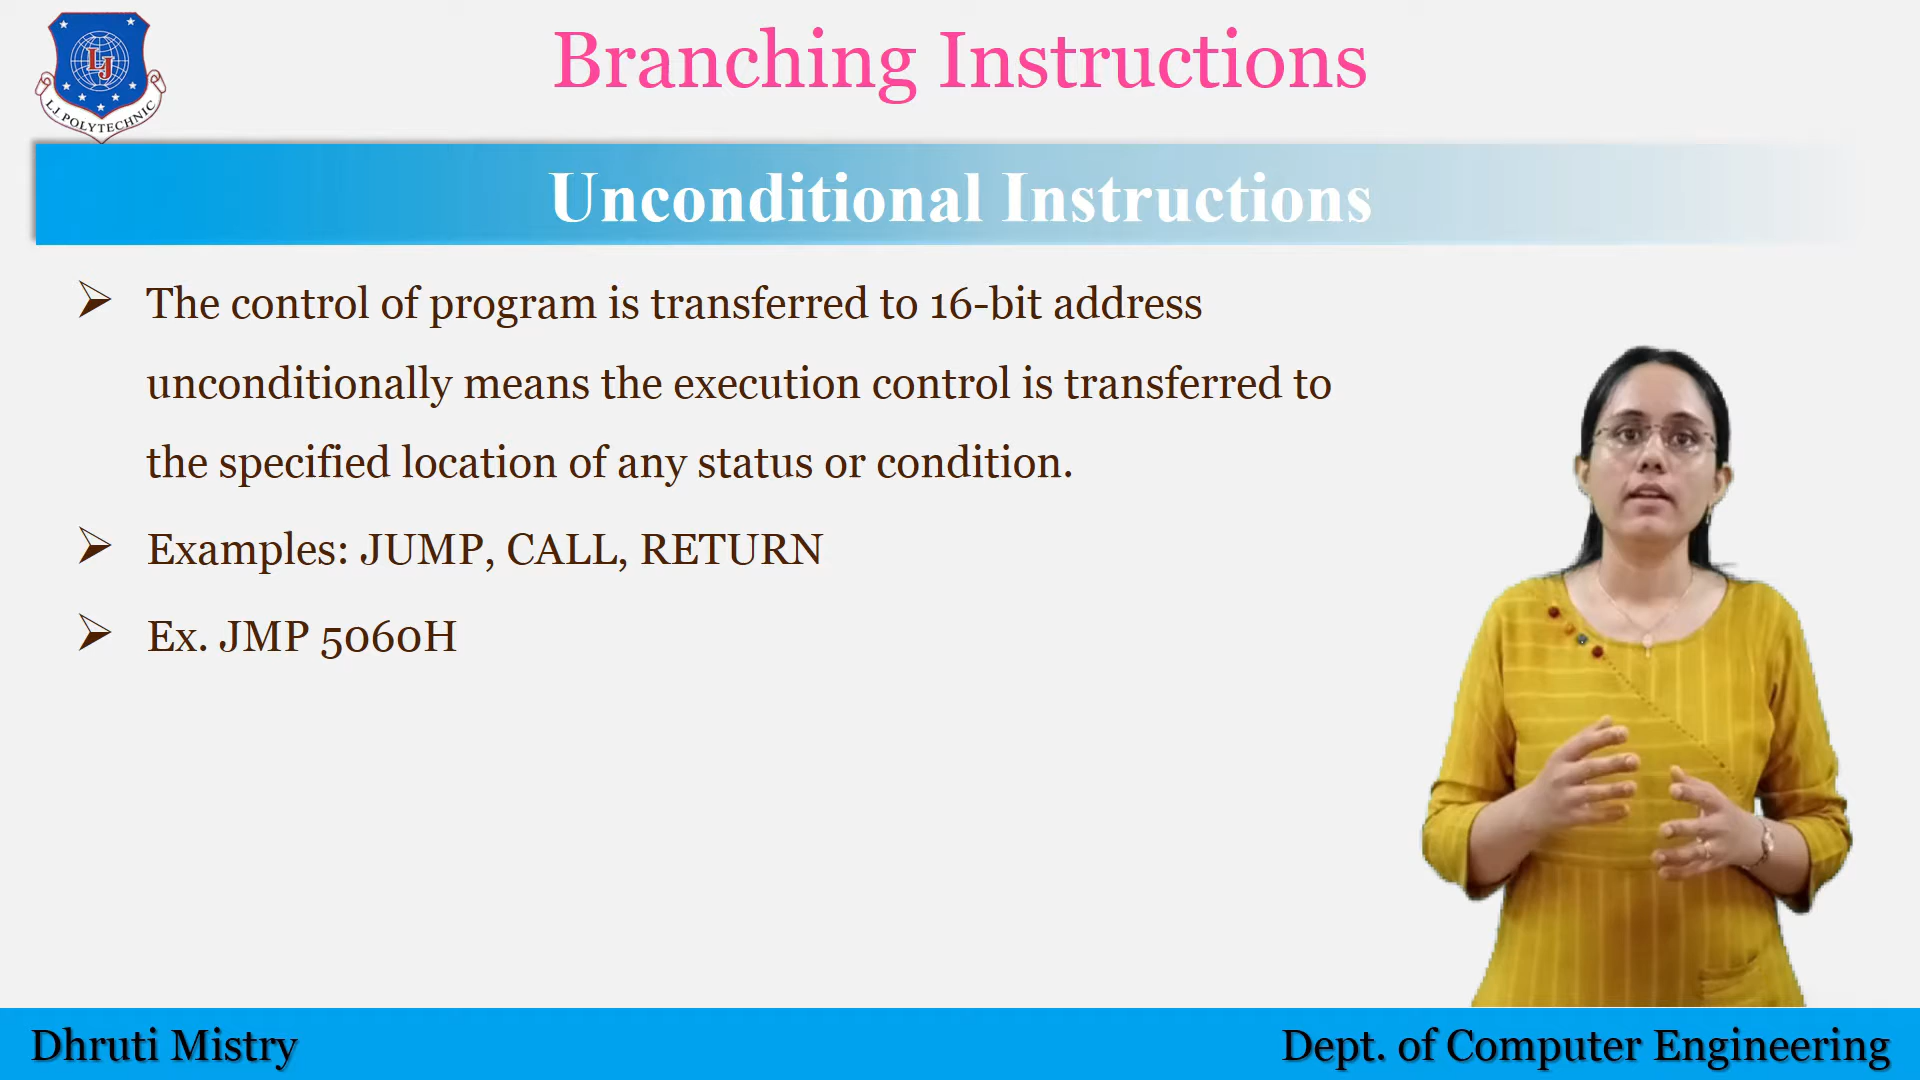 LJ
L.J. POLYTECHNIC
Branching Instructions
Unconditional Instructions
The control of program is transferred to 16-bit address
unconditionally means the execution control is transferred to
the specified location of any status or condition.
Examples: JUMP, CALL, RETURN
Ex. JMP 5060H
Dhruti Mistry
Dept. of Computer Engineering